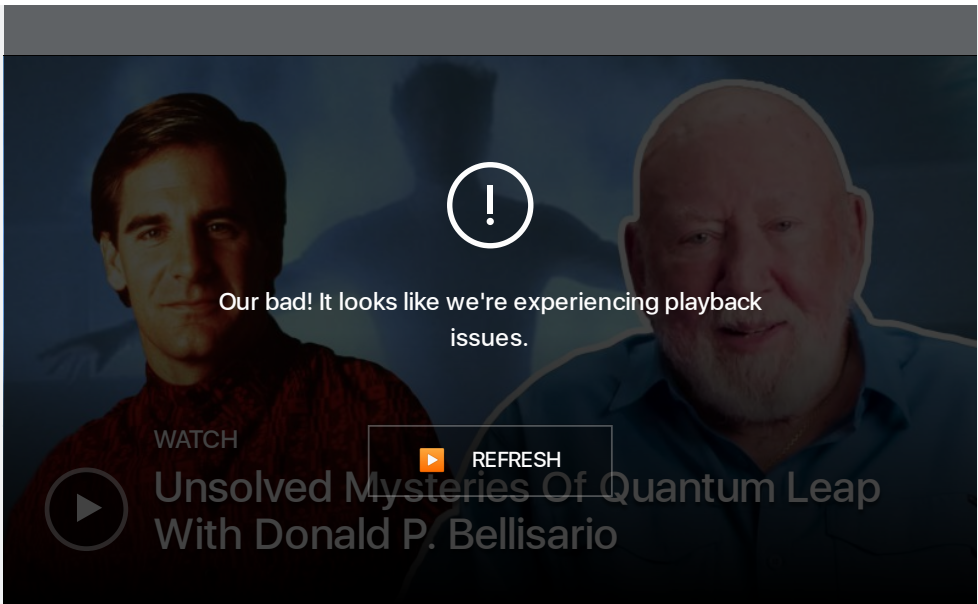 Our bad! It looks like we're experiencing playback
issues.
WATCH
▶️ REFRESH
Unsolved Mysteries Of Quantum Leap
With Donald P. Bellisario